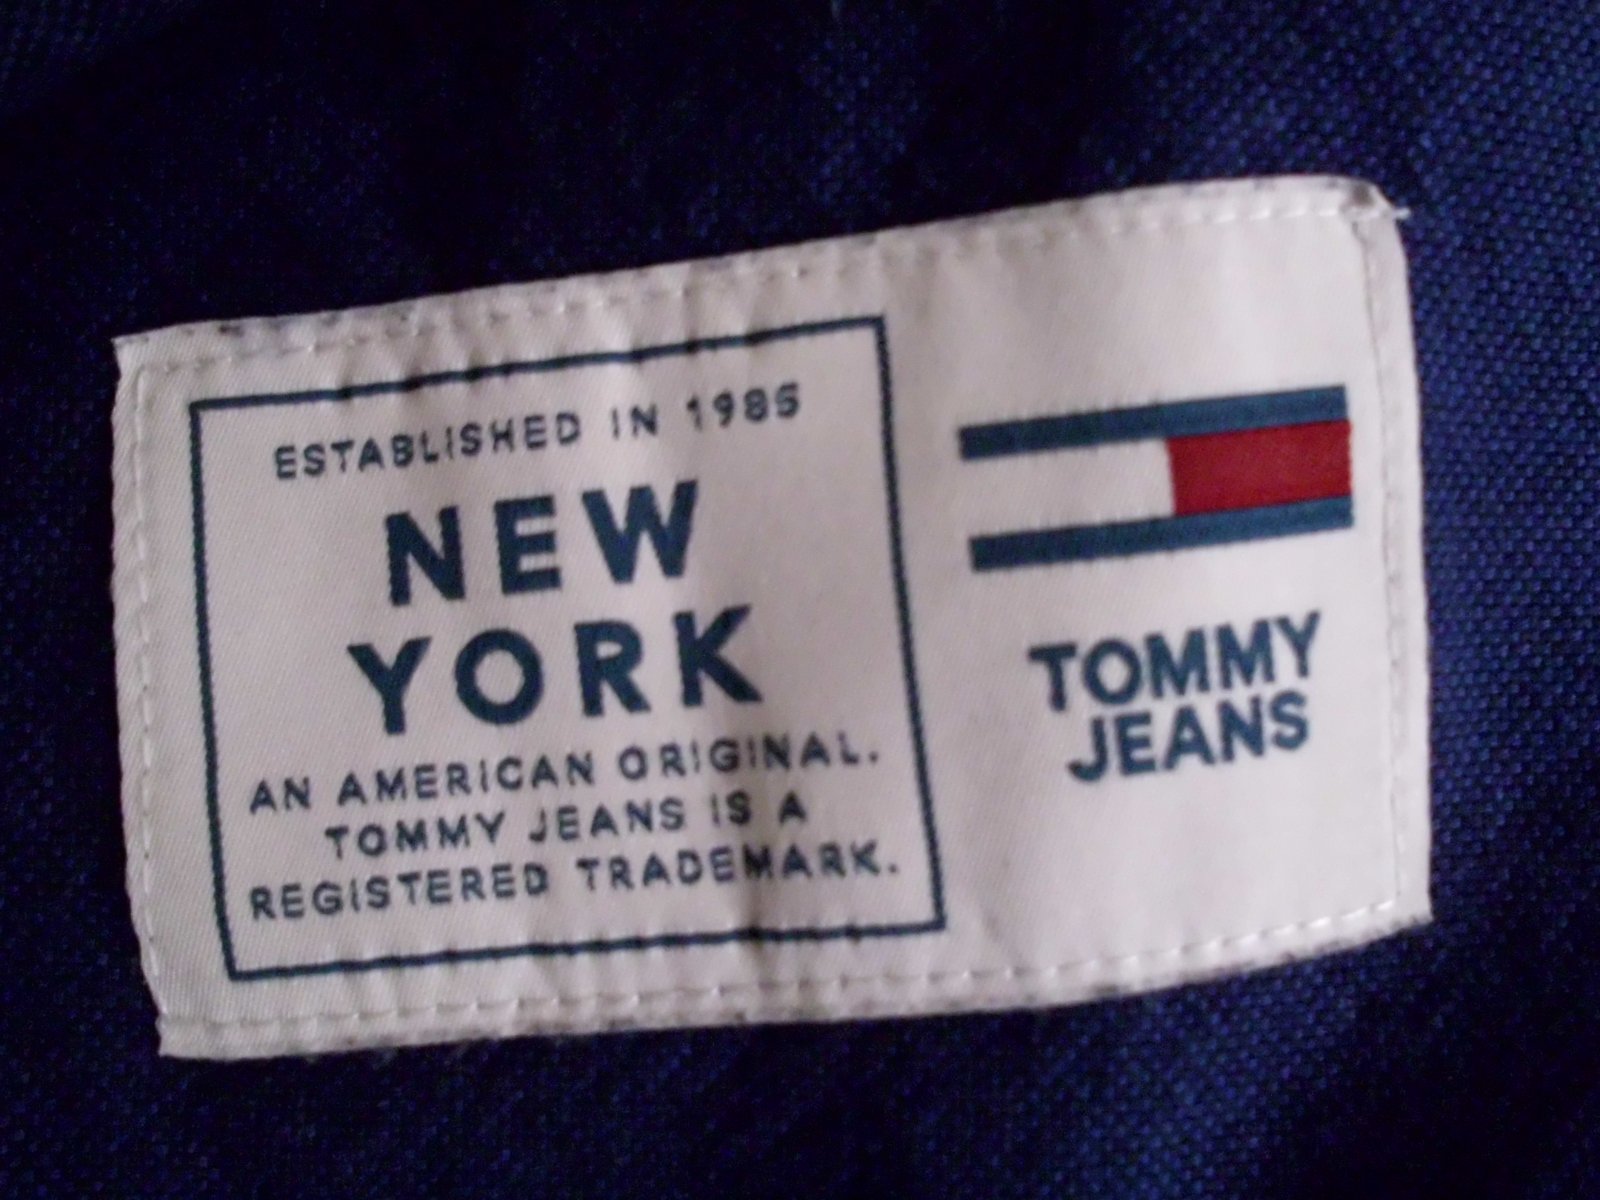 ESTABLISHED IN 1985
NEW
YORK
AN AMERICAN ORIGINAL.
TOMMY JEANS IS A
REGISTERED TRADEMARK.
TOMMY
JEANS